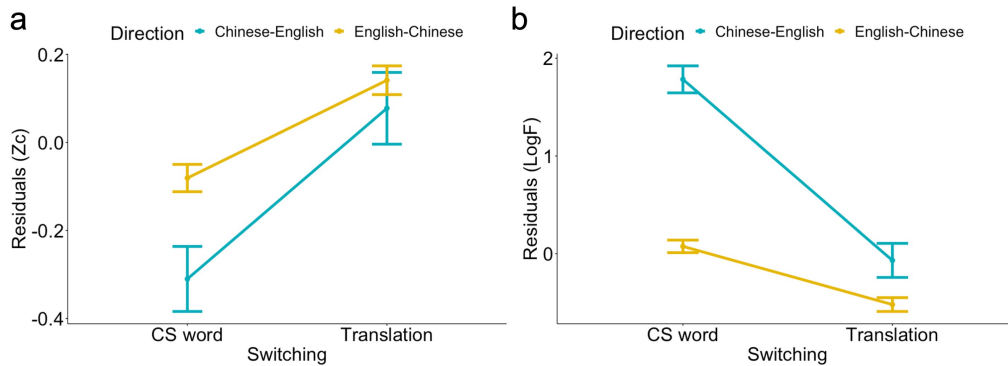 a
Direction Chinese-English English-Chinese
0.2
0.0
-0.2
-0.4
Residuals (Zc)
CS word Translation
Switching
b
Direction Chinese-English English-Chinese
2
1
0
Residuals (LogF)
CS word Translation
Switching